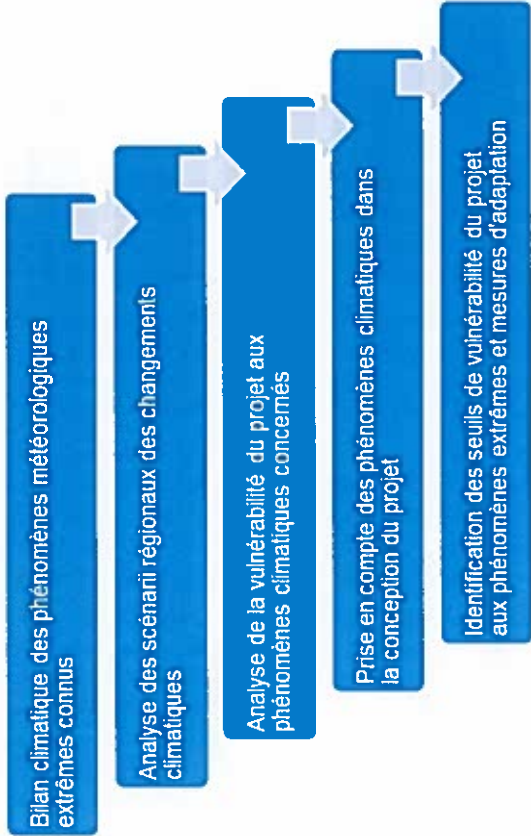 Bilan climatique des phénomènes météorologiques
extrêmes connus
Analyse des scénarii régionaux des changements
climatiques
Analyse de la vulnérabilité du projet aux
phénomènes climatiques concernés
Prise en compte des phénomènes climatiques dans
la conception du projet
Identification des seuils de vulnérabilité du projet
aux phénomènes extrêmes et mesures d'adaptation